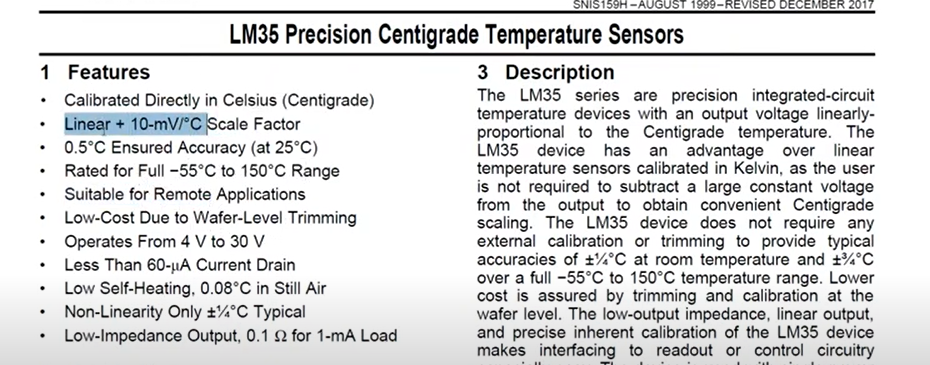 SNIS159H – AUGUST 1999 – REVISED DECEMBER 2017
LM35 Precision Centigrade Temperature Sensors
1 Features
• Calibrated Directly in Celsius (Centigrade)
• Linear + 10-mV/°C Scale Factor
• 0.5°C Ensured Accuracy (at 25°C)
• Rated for Full −55°C to 150°C Range
• Suitable for Remote Applications
• Low-Cost Due to Wafer-Level Trimming
• Operates From 4 V to 30 V
• Less Than 60-μA Current Drain
• Low Self-Heating, 0.08°C in Still Air
• Non-Linearity Only ±¼°C Typical
• Low-Impedance Output, 0.1 Ω for 1-mA Load
3 Description
The LM35 series are precision integrated-circuit
temperature devices with an output voltage linearly-
proportional to the Centigrade temperature. The
LM35 device has an advantage over linear
temperature sensors calibrated in Kelvin, as the user
is not required to subtract a large constant voltage
from the output to obtain convenient Centigrade
scaling. The LM35 device does not require any
external calibration or trimming to provide typical
accuracies of ±¼°C at room temperature and ±¾°C
over a full −55°C to 150°C temperature range. Lower
cost is assured by trimming and calibration at the
wafer level. The low-output impedance, linear output,
and precise inherent calibration of the LM35 device
makes interfacing to readout or control circuitry